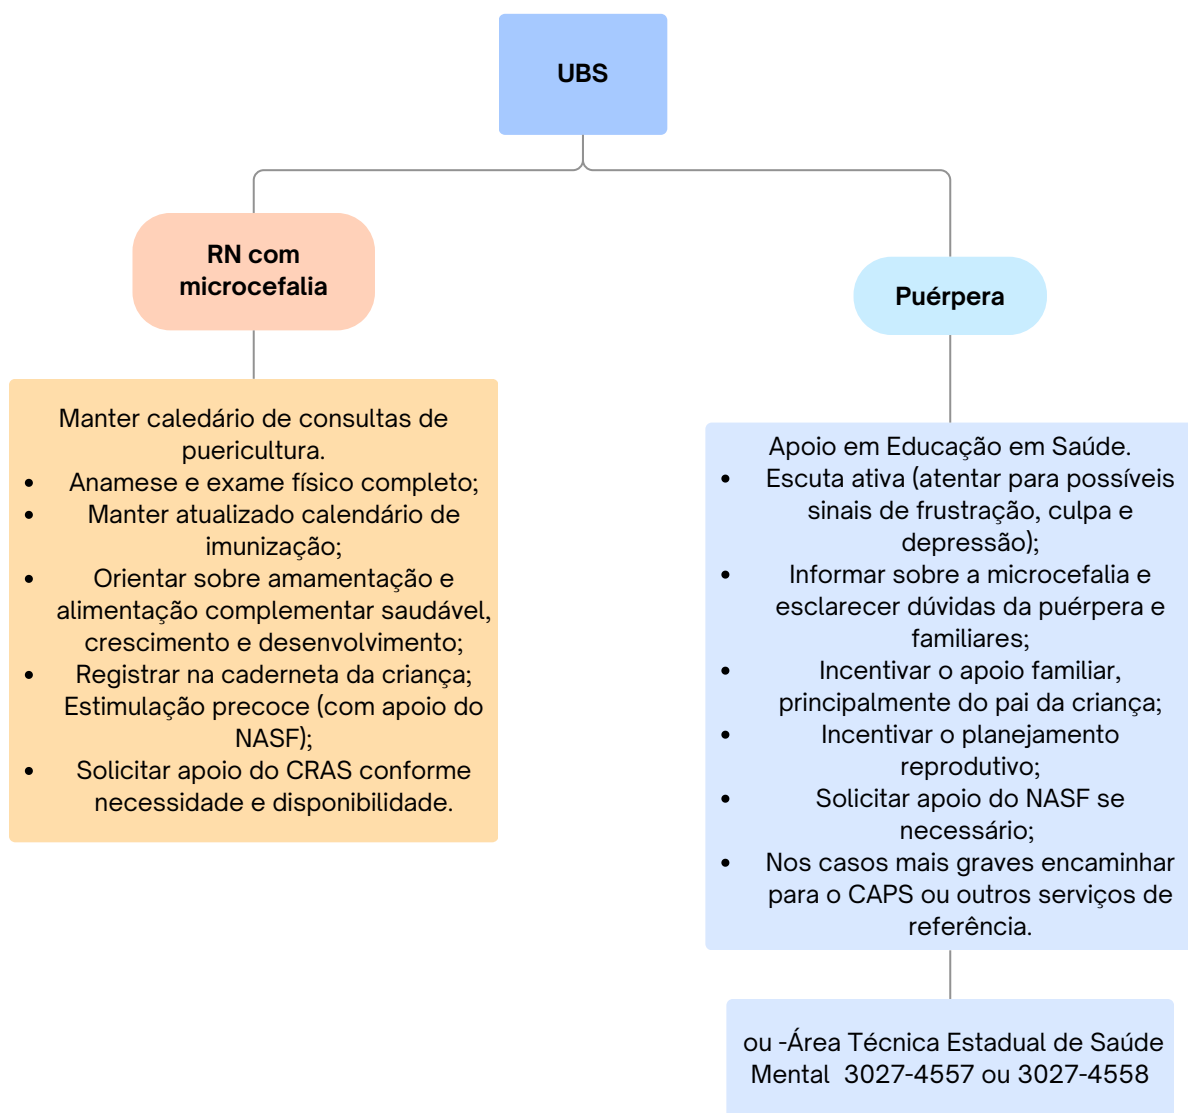 UBS
RN com
microcefalia
Manter caledário de consultas de
puericultura.
• Anamese e exame físico completo;
• Manter atualizado calendário de
imunização;
• Orientar sobre amamentação e
alimentação complementar saudável,
crescimento e desenvolvimento;
• Registrar na caderneta da criança;
Estimulação precoce (com apoio do
NASF);
• Solicitar apoio do CRAS conforme
necessidade e disponibilidade.
Puérpera
Apoio em Educação em Saúde.
• Escuta ativa (atentar para possíveis
sinais de frustração, culpa e
depressão);
• Informar sobre a microcefalia e
esclarecer dúvidas da puérpera e
familiares;
• Incentivar o apoio familiar,
principalmente do pai da criança;
• Incentivar o planejamento
reprodutivo;
• Solicitar apoio do NASF se
necessário;
• Nos casos mais graves encaminhar
para o CAPS ou outros serviços de
referência.
ou -Área Técnica Estadual de Saúde
Mental 3027-4557 ou 3027-4558